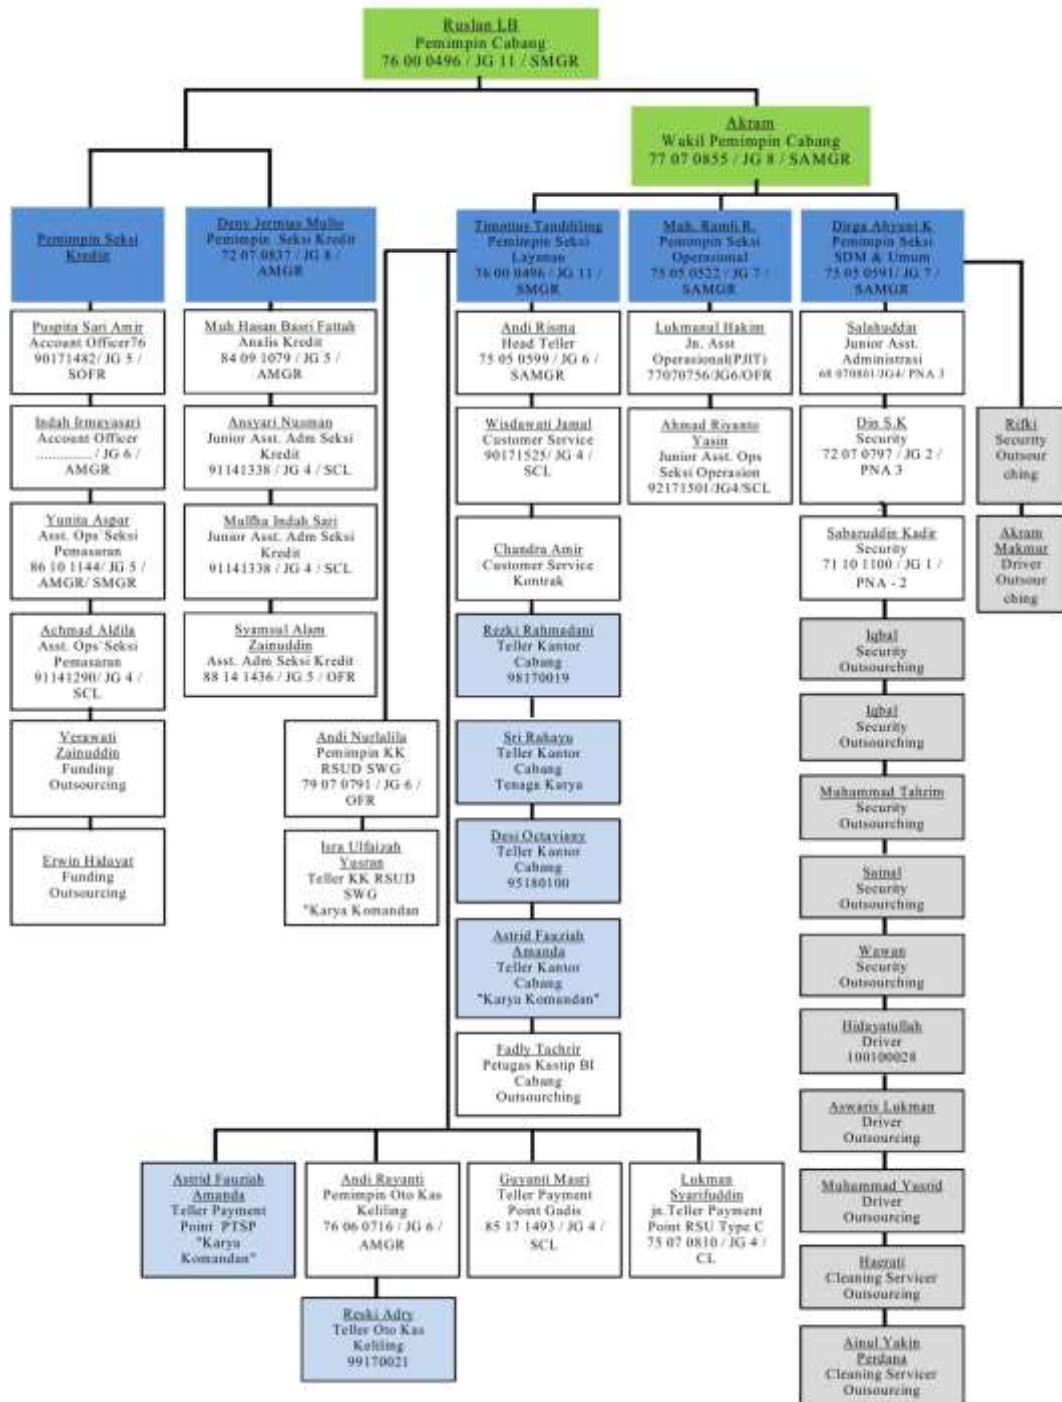 Ruslan LB
Pemimpin Cabang
76 00 0496 / JG 11 / SMGR
Akram
Wakil Pemimpin Cabang
77 07 0855 / JG 8 / SAMGR
Pemimpin Seksi
Kredit
Deny Jermias Mulls
Pemimpin Seksi Kredit
72 07 0837 / JG 8 /
AMGR
Timotius Tandililing
Pemimpin Seksi
Layanan
76 00 0496 / JG 11 /
SMGR
Muh. Ramli R.
Pemimpin Seksi
Operasional
75 05 0522 / JG 7 /
SAMGR
Dirga Ahyani K
Pemimpin Seksi
SDM & Umum
75 05 0591/ JG 7 /
SAMGR
Puspita Sari Amir
Account Officer76
90171482/ JG 5 /
SOFR
Indah Irmayasari
Account Officer
.............. / JG 6 /
AMGR
Yunita Aspar
Asst. Ops Seksi
Pemasaran
86 10 1144/ JG 5 /
AMGR/ SMGR
Achmad Aldila
Asst. Ops Seksi
Pemasaran
91141290/ JG 4 /
SCL
Verawati
Zainuddin
Funding
Outsourcing
Erwin Hidayat
Funding
Outsourcing
Muh Hasan Basri Fattah
Analis Kredit
84 09 1079 / JG 5 /
AMGR
Ansyari Nusman
Junior Asst. Adm Seksi
Kredit
91141338 / JG 4 / SCL
Mulfha Indah Sari
Junior Asst. Adm Seksi
Kredit
91141338 / JG 4 / SCL
Syamsul Alam
Zainuddin
Asst. Adm Seksi Kredit
88 14 1436 / JG 5 / OFR
Andi Nurlalila
Pemimpin KK
RSUD SWG
79 07 0791 / JG 6 /
OFR
Isra Ulfaizah
Yusran
Teller KK RSUD
SWG
"Karya Komandan
Andi Risma
Head Teller
75 05 0599 / JG 6 /
SAMGR
Wisdawati Jamal
Customer Service
90171525/ JG 4 /
SCL
Chandra Amir
Customer Service
Kontrak
Rezki Rahmadani
Teller Kantor
Cabang
98170019
Sri Rahayu
Teller Kantor
Cabang
Tenaga Karya
Desi Octaviany
Teller Kantor
Cabang
95180100
Astrid Fauziah
Amanda
Teller Kantor
Cabang
"Karya Komandan"
Fadly Tachrir
Petugas Kastip BI
Cabang
Outsourching
Lukmanul Hakim
Jn. Asst
Operasional(PJIT)
77070756/JG6/OFR
Ahmad Riyanto
Yasin
Junior Asst. Ops
Seksi Operasion
92171501/JG4/SCL
Salahuddin
Junior Asst.
Administrasi
68 070801/JG4/ PNA 3
Din S.K
Security
72 07 0797 / JG 2 /
PNA 3
Sabaruddin Kadir
Security
71 10 1100 / JG 1 /
PNA - 2
Iqbal
Security
Outsourching
Iqbal
Security
Outsourching
Muhammad Tahrim
Security
Outsourching
Sainal
Security
Outsourching
Wawan
Security
Outsourching
Hidayatullah
Driver
100100028
Aswaris Lukman
Driver
Outsourcing
Muhammad Yasrid
Driver
Outsourcing
Haerati
Cleaning Servicer
Outsourcing
Ainul Yakin
Perdana
Cleaning Servicer
Outsourcing
Rifki
Security
Outsour
ching
Akram
Makmur
Driver
Outsour
ching
Astrid Fauziah
Amanda
Teller Payment
Point PTSP
"Karya
Komandan"
Andi Rayanti
Pemimpin Oto Kas
Keliling
76 06 0716 / JG 6 /
AMGR
Guyanti Masri
Teller Payment
Point Gadis
85 17 1493 / JG 4 /
SCL
Lukman
Syarifuddin
jn.Teller Payment
Point RSU Type C
75 07 0810 / JG 4 /
CL
Reski Adry
Teller Oto Kas
Keliling
99170021